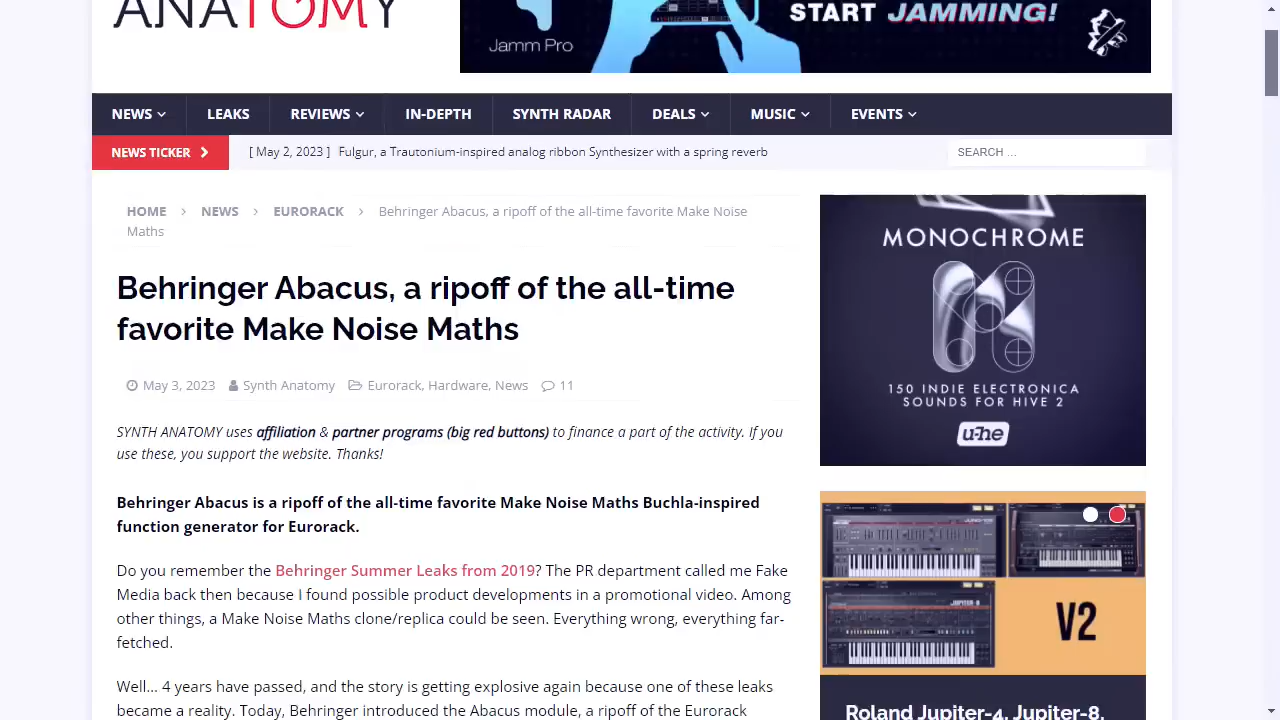 ANATOMY
START JAMMING!
Jamm Pro
NEWS
LEAKS
REVIEWS
IN-DEPTH
SYNTH RADAR
DEALS
MUSIC
EVENTS
NEWS TICKER
[ May 2, 2023 ] Fulgur, a Trautonium-inspired analog ribbon Synthesizer with a spring reverb
SEARCH …
HOME > NEWS > EURORACK > Behringer Abacus, a ripoff of the all-time favorite Make Noise
Maths
Behringer Abacus, a ripoff of the all-time
favorite Make Noise Maths
May 3, 2023 Synth Anatomy Eurorack, Hardware, News 11
SYNTH ANATOMY uses affiliation & partner programs (big red buttons) to finance a part of the activity. If you
use these, you support the website. Thanks!
Behringer Abacus is a ripoff of the all-time favorite Make Noise Maths Buchla-inspired
function generator for Eurorack.
Do you remember the Behringer Summer Leaks from 2019? The PR department called me Fake
Media back then because I found possible product developments in a promotional video. Among
other things, a Make Noise Maths clone/replica could be seen. Everything wrong, everything far-
fetched.
Well… 4 years have passed, and the story is getting explosive again because one of these leaks
became a reality. Today, Behringer introduced the Abacus module, a ripoff of the Eurorack
MONOCHROME
150 INDIE ELECTRONICA
SOUNDS FOR HIVE 2
u-he
JUPITER-8
V2
Roland Jupiter-4, Jupiter-8,